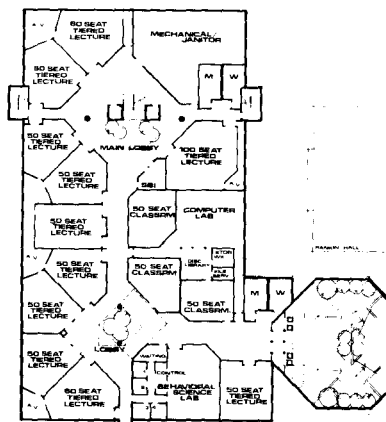 A.V.
60 SEAT
TIERED
LECTURE
MECHANICAL/
JANITOR
50 SEAT
TIERED
LECTURE
M
W
50 SEAT
TIERED
LECTURE
MAIN LOBBY
100 SEAT
TIERED
LECTURE
50 SEAT
TIERED
LECTURE
SBI
A.V.
50 SEAT
CLASSRM
COMPUTER
LAB
50 SEAT
TIERED
LECTURE
50 SEAT
TIERED
LECTURE
50 SEAT
CLASSRM
DISC
LIBRARY
RANKIN HALL
50 SEAT
TIERED
LECTURE
50 SEAT
CLASSRM
M
W
LOBBY
50 SEAT
TIERED
LECTURE
WAITING
CONTROL
BEHAVIORAL
SCIENCE
LAB
50 SEAT
TIERED
LECTURE
60 SEAT
TIERED
LECTURE
A.V.